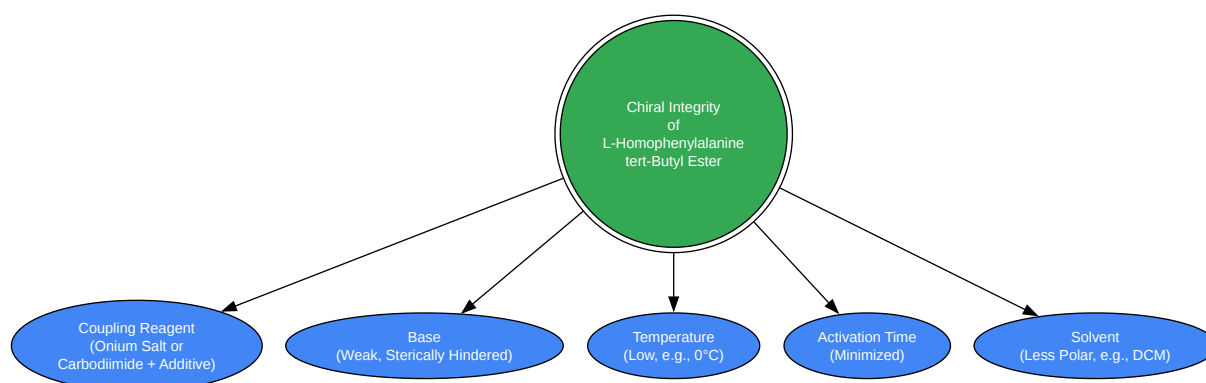 Chiral Integrity
of
L-Homophenylalanine
tert-Butyl Ester
Coupling Reagent
(Onium Salt or
Carbodiimide + Additive)
Base
(Weak, Sterically Hindered)
Temperature
(Low, e.g., 0°C)
Activation Time
(Minimized)
Solvent
(Less Polar, e.g., DCM)